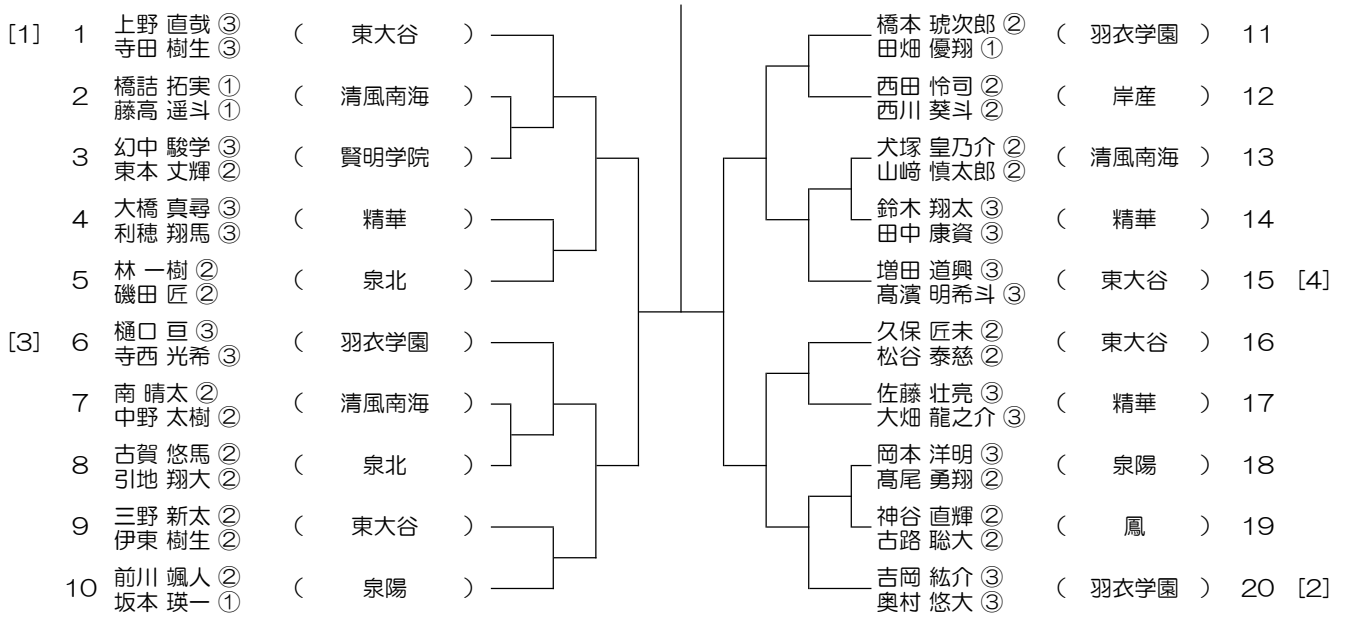 [1] 1 上野 直哉 ③ ( 東大谷 )
寺田 樹生 ③
2 橋詰 拓実 ① ( 清風南海 )
藤高 遥斗 ①
3 幻中 駿学 ③ ( 賢明学院 )
東本 丈輝 ②
4 大橋 真尋 ③ ( 精華 )
利穂 翔馬 ③
5 林 一樹 ② ( 泉北 )
磯田 匠 ②
[3] 6 樋口 亘 ③ ( 羽衣学園 )
寺西 光希 ③
7 南 晴太 ② ( 清風南海 )
中野 太樹 ②
8 古賀 悠馬 ② ( 泉北 )
引地 翔大 ②
9 三野 新太 ② ( 東大谷 )
伊東 樹生 ②
10 前川 颯人 ② ( 泉陽 )
坂本 瑛一 ①
橋本 琥次郎 ② ( 羽衣学園 ) 11
田畑 優翔 ①
西田 怜司 ② ( 岸産 ) 12
西川 葵斗 ②
犬塚 皇乃介 ② ( 清風南海 ) 13
山﨑 慎太郎 ②
鈴木 翔太 ③ ( 精華 ) 14
田中 康資 ③
増田 道興 ③ ( 東大谷 ) 15 [4]
髙濱 明希斗 ③
久保 匠未 ② ( 東大谷 ) 16
松谷 泰慈 ②
佐藤 壮亮 ③ ( 精華 ) 17
大畑 龍之介 ③
岡本 洋明 ③ ( 泉陽 ) 18
髙尾 勇翔 ②
神谷 直輝 ② ( 鳳 ) 19
古路 聡大 ②
吉岡 紘介 ③ ( 羽衣学園 ) 20 [2]
奥村 悠大 ③